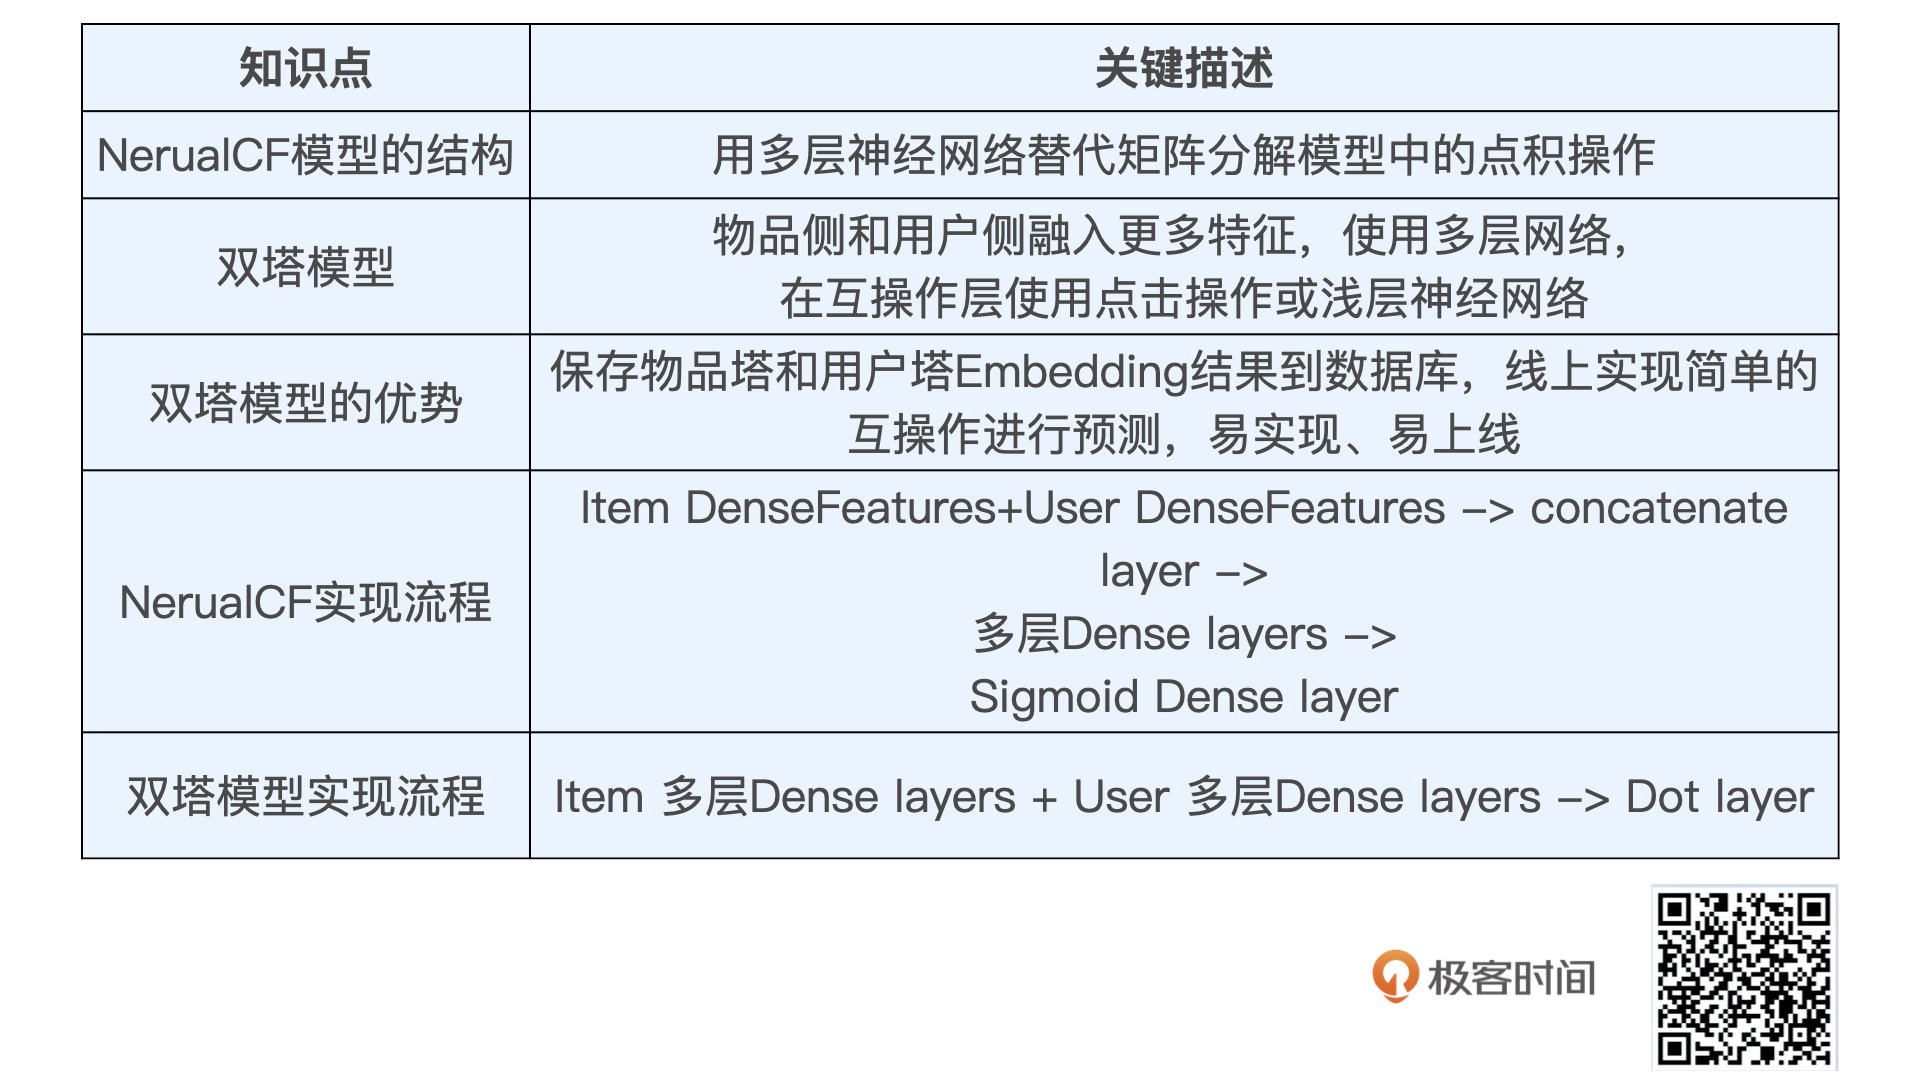 知识点
关键描述
NerualCF模型的结构
用多层神经网络替代矩阵分解模型中的点积操作
双塔模型
物品侧和用户侧融入更多特征，使用多层网络，
在互操作层使用点击操作或浅层神经网络
双塔模型的优势
保存物品塔和用户塔Embedding结果到数据库，线上实现简单的
互操作进行预测，易实现、易上线
NerualCF实现流程
Item DenseFeatures+User DenseFeatures –> concatenate
layer –>
多层Dense layers –>
Sigmoid Dense layer
双塔模型实现流程
Item 多层Dense layers + User 多层Dense layers –> Dot layer
极客时间